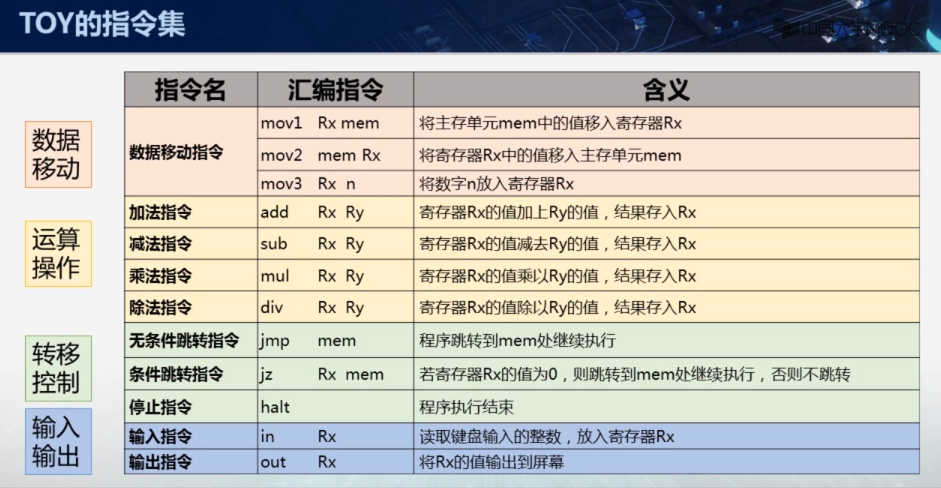 TOY的指令集
指令名 汇编指令 含义
数据
移动
数据移动指令
mov1 Rx mem 将主存单元mem中的值移入寄存器Rx
mov2 mem Rx 将寄存器Rx中的值移入主存单元mem
mov3 Rx n 将数字n放入寄存器Rx
运算
操作
加法指令 add Rx Ry 寄存器Rx的值加上Ry的值，结果存入Rx
减法指令 sub Rx Ry 寄存器Rx的值减去Ry的值，结果存入Rx
乘法指令 mul Rx Ry 寄存器Rx的值乘以Ry的值，结果存入Rx
除法指令 div Rx Ry 寄存器Rx的值除以Ry的值，结果存入Rx
转移
控制
无条件跳转指令 jmp mem 程序跳转到mem处继续执行
条件跳转指令 jz Rx mem 若寄存器Rx的值为0，则跳转到mem处继续执行，否则不跳转
停止指令 halt 程序执行结束
输入
输出
输入指令 in Rx 读取键盘输入的整数，放入寄存器Rx
输出指令 out Rx 将Rx的值输出到屏幕